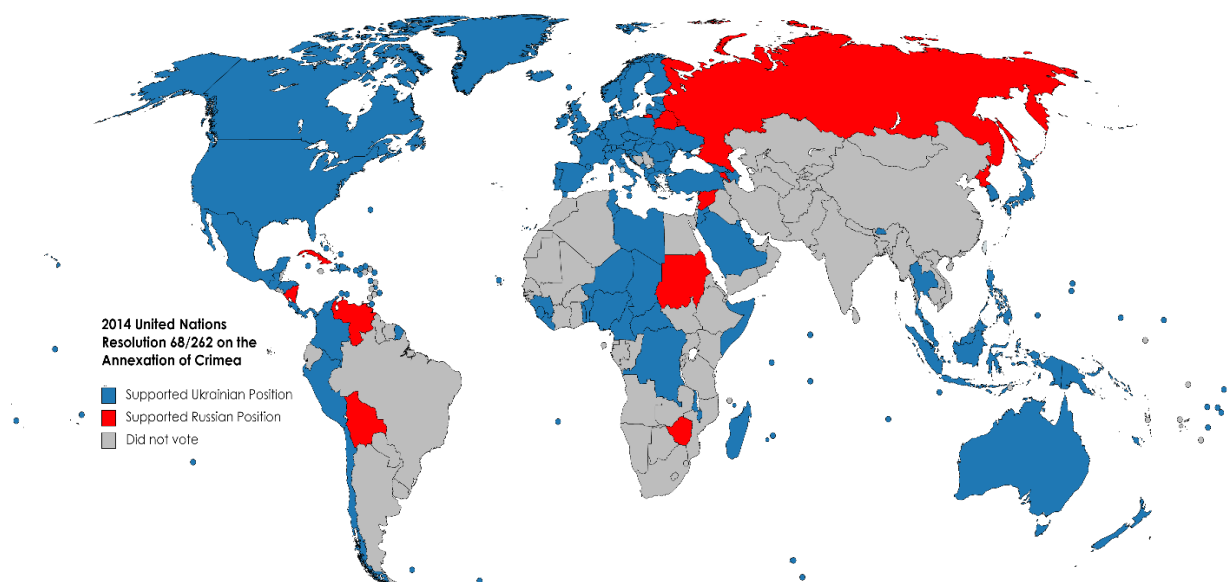 2014 United Nations
Resolution 68/262 on the
Annexation of Crimea
Supported Ukrainian Position
Supported Russian Position
Did not vote